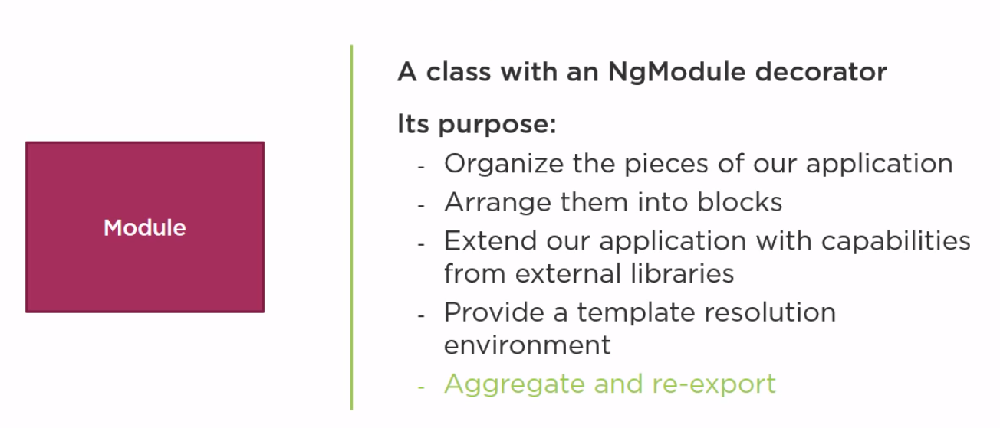 Module
A class with an NgModule decorator
Its purpose:
- Organize the pieces of our application
- Arrange them into blocks
- Extend our application with capabilities
from external libraries
- Provide a template resolution
environment
- Aggregate and re-export